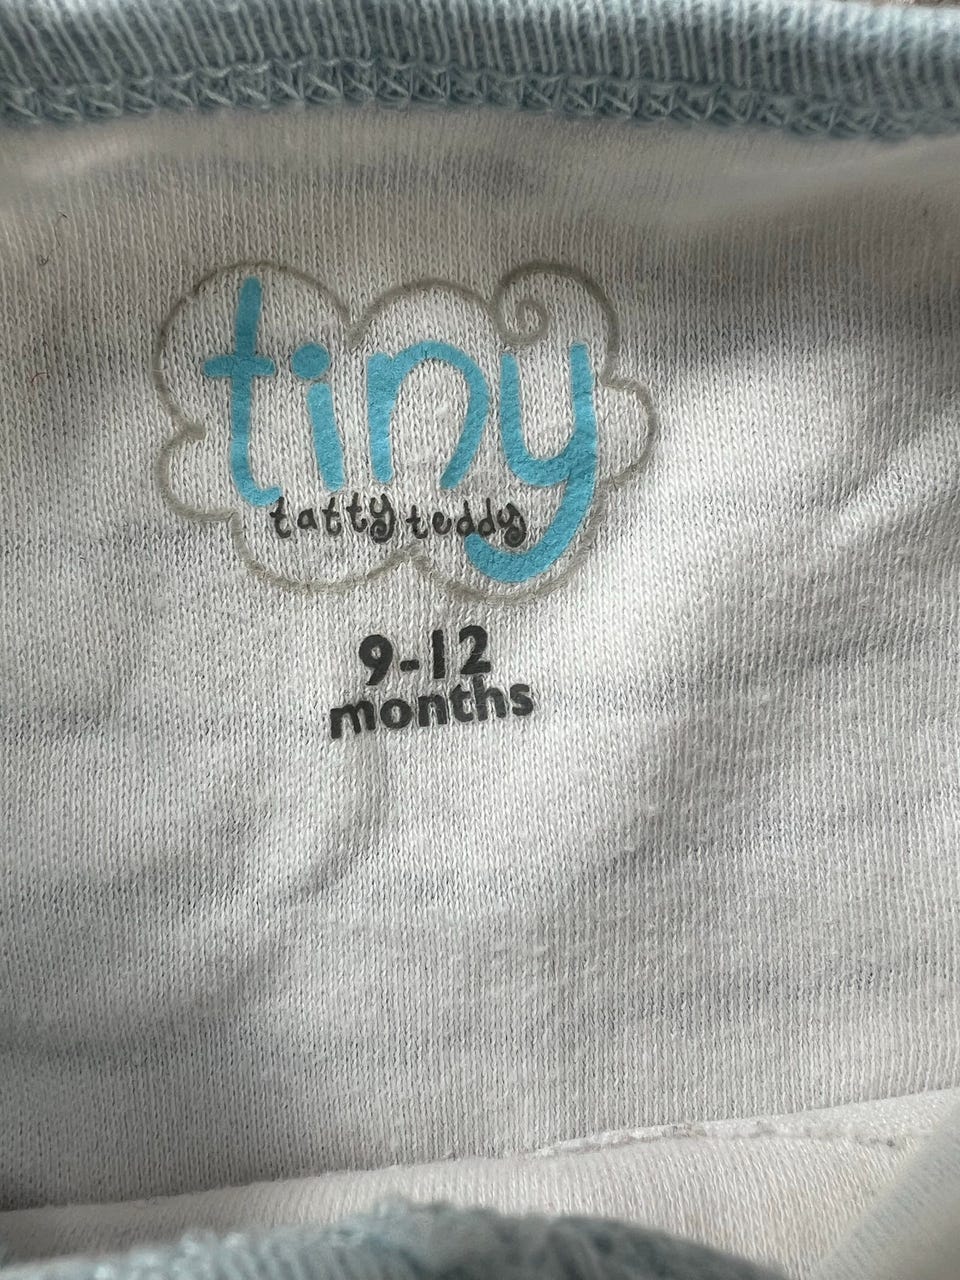 tiny
tatty teddy
9-12
months